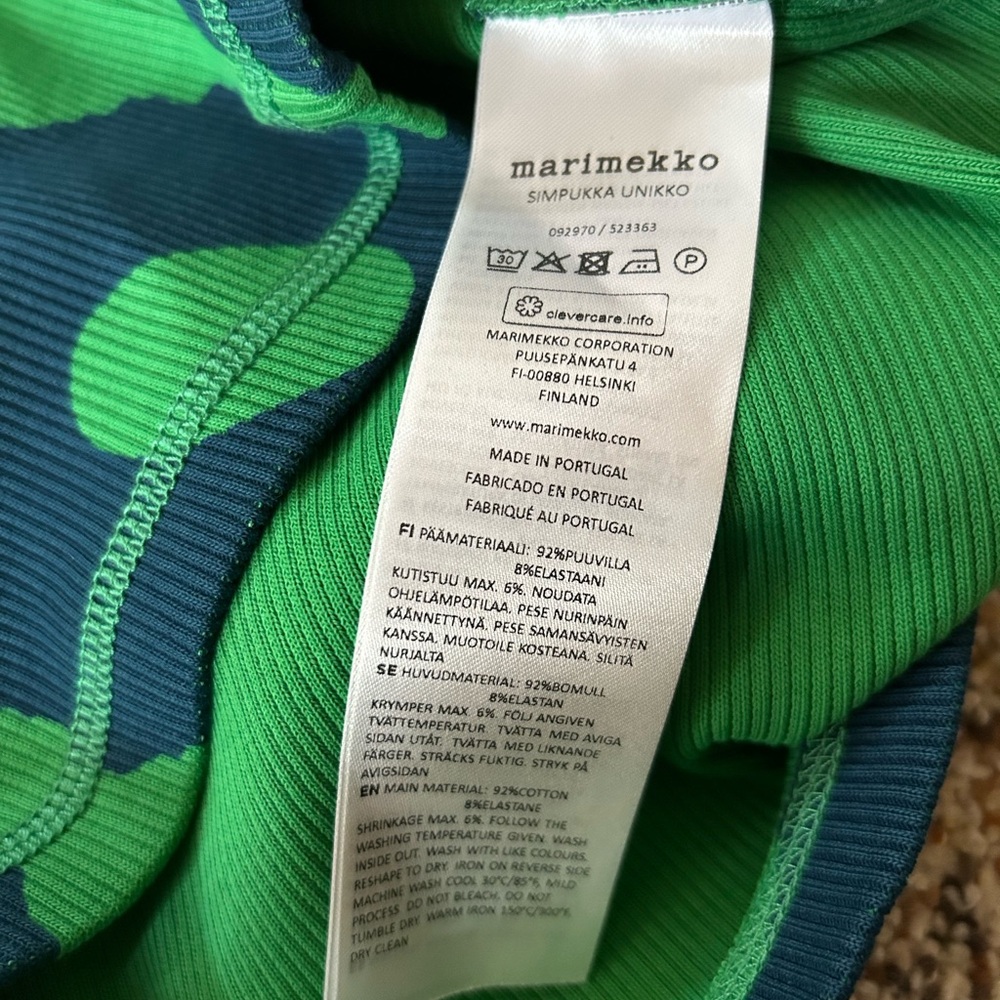 marimekko
SIMPUKKA UNIKKO
092970 / 523363
30 P
clevercare.info
MARIMEKKO CORPORATION
PUUSEPÄNKATU 4
FI-00880 HELSINKI
FINLAND
www.marimekko.com
MADE IN PORTUGAL
FABRICADO EN PORTUGAL
FABRIQUÉ AU PORTUGAL
FI PÄÄMATERIAALI: 92%PUUVILLA
8%ELASTAANI
KUTISTUU MAX. 6%. NOUDATA
OHJELÄMPÖTILAA. PESE NURINPÄIN
KÄÄNNETTYNÄ. PESE SAMANSÄVYISTEN
KANSSA. MUOTOILE KOSTEANA. SILITÄ
NURJALTA
SE HUVUDMATERIAL: 92%BOMULL
8%ELASTAN
KRYMPER MAX. 6%. FÖLJ ANGIVEN
TVÄTTEMPERATUR. TVÄTTA MED AVIGA
SIDAN UTÅT. TVÄTTA MED LIKNANDE
FÄRGER. STRÄCKS FUKTIG. STRYK PÅ
AVIGSIDAN
EN MAIN MATERIAL: 92%COTTON
8%ELASTANE
SHRINKAGE MAX. 6%. FOLLOW THE
WASHING TEMPERATURE GIVEN. WASH
INSIDE OUT. WASH WITH LIKE COLOURS.
RESHAPE TO DRY. IRON ON REVERSE SIDE
MACHINE WASH COOL 30°C/85°F, MILD
PROCESS. DO NOT BLEACH. DO NOT
TUMBLE DRY. WARM IRON 150°C/300°F.
DRY CLEAN